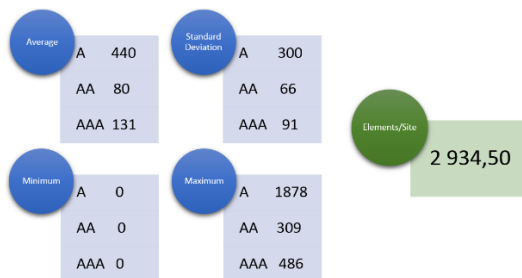 Average
A 440
AA 80
AAA 131
Standard
Deviation
A 300
AA 66
AAA 91
Elements/Site
2 934,50
Minimum
A 0
AA 0
AAA 0
Maximum
A 1878
AA 309
AAA 486